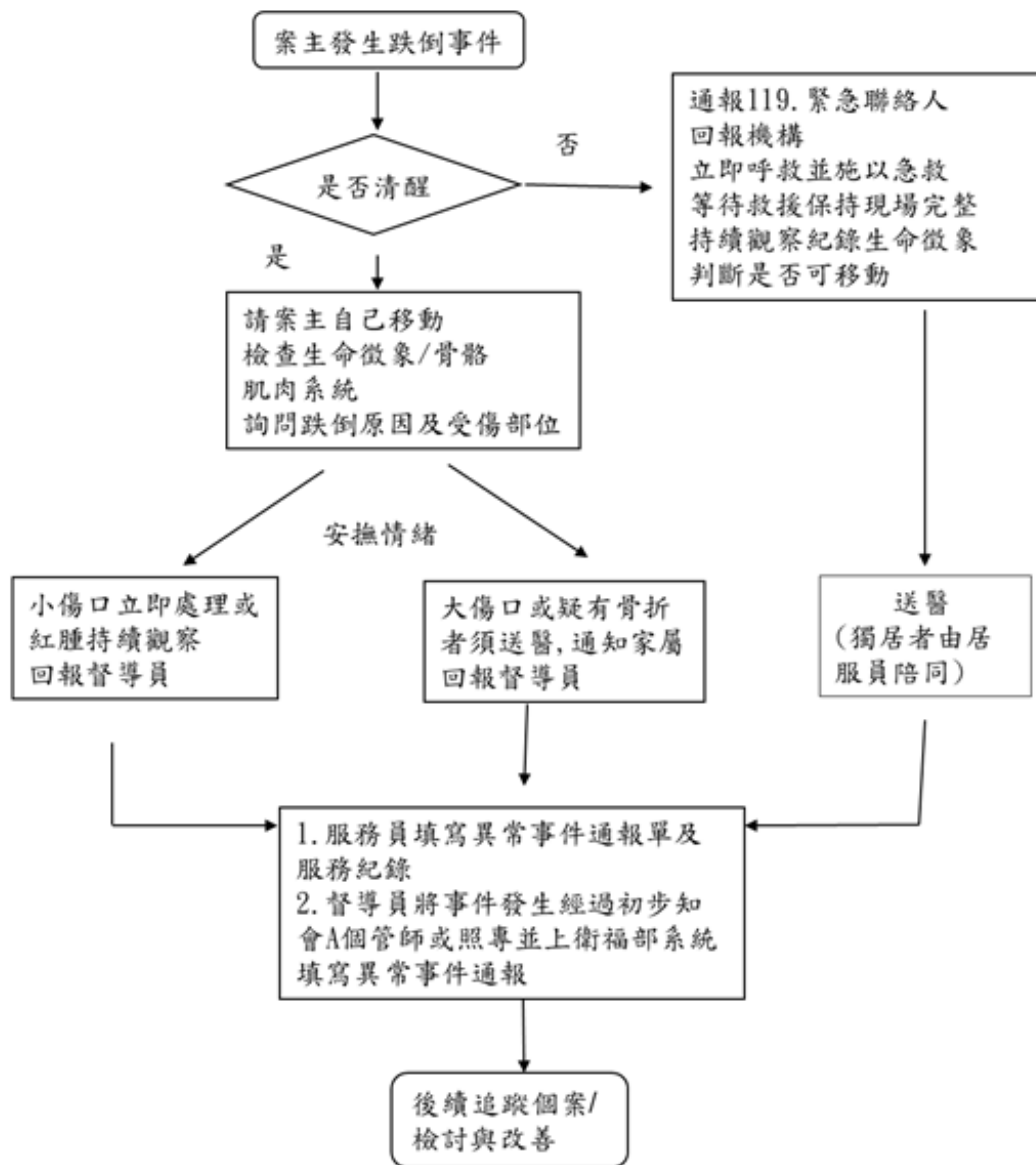 案主發生跌倒事件
是否清醒
否
通報119.緊急聯絡人
回報機構
立即呼救並施以急救
等待救援保持現場完整
持續觀察紀錄生命徵象
判斷是否可移動
是
請案主自己移動
檢查生命徵象/骨骼
肌肉系統
詢問跌倒原因及受傷部位
安撫情緒
小傷口立即處理或
紅腫持續觀察
回報督導員
大傷口或疑有骨折
者須送醫,通知家屬
回報督導員
送醫
(獨居者由居
服員陪同)
1.服務員填寫異常事件通報單及
服務紀錄
2.督導員將事件發生經過初步知
會A個管師或照專並上衛福部系統
填寫異常事件通報
後續追蹤個案/
檢討與改善